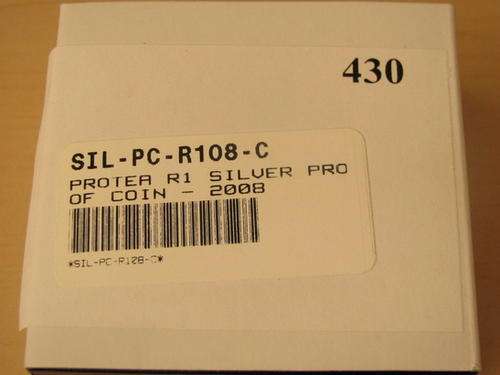 430
SIL-PC-R108-C
PROTEA R1 SILVER PRO
OF COIN - 2008
*SIL-PC-R108-C*